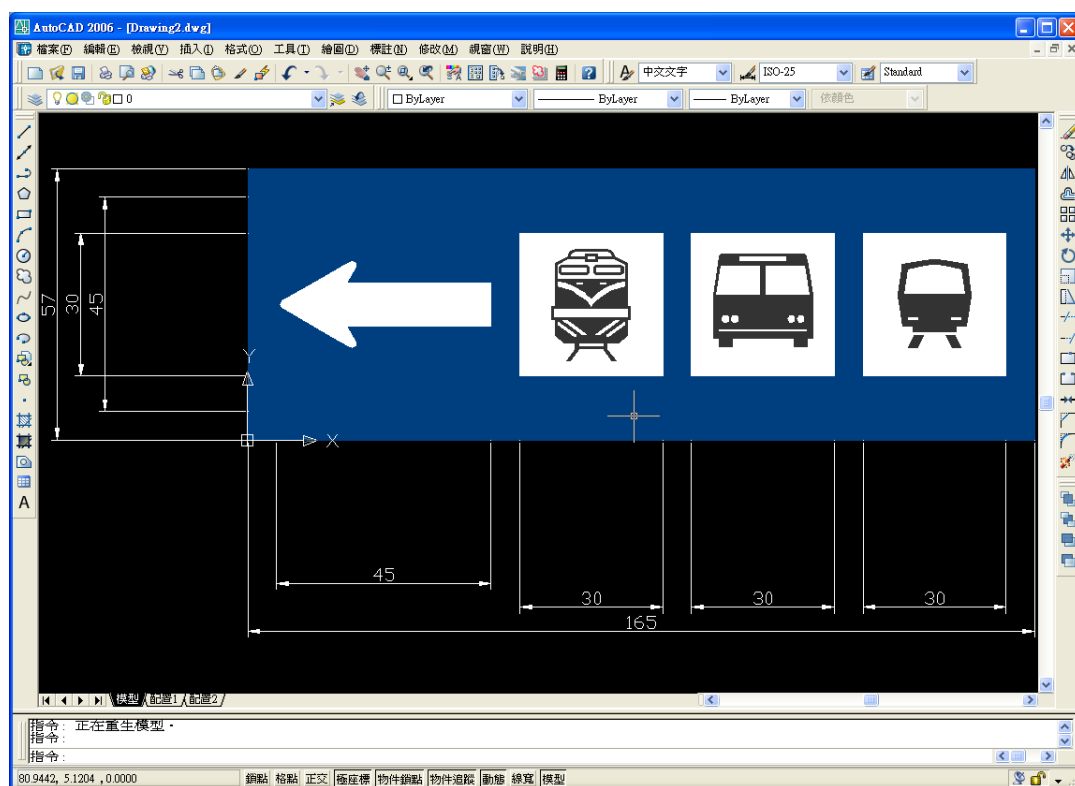 AutoCAD 2006 - [Drawing2.dwg]
檔案(F) 編輯(E) 檢視(V) 插入(I) 格式(O) 工具(T) 繪圖(D) 標註(N) 修改(M) 視窗(W) 說明(H)
中文文字 ISO-25 Standard
0 ByLayer ByLayer ByLayer 依顏色
57 30 45
Y
X
A
45
30 30 30
165
模型 配置1 配置2
指令: 正在重生模型。
指令:
指令:
80.9442, 5.1204 , 0.0000 鎖點 格點 正交 極座標 物件鎖點 物件追蹤 動態 線寬 模型